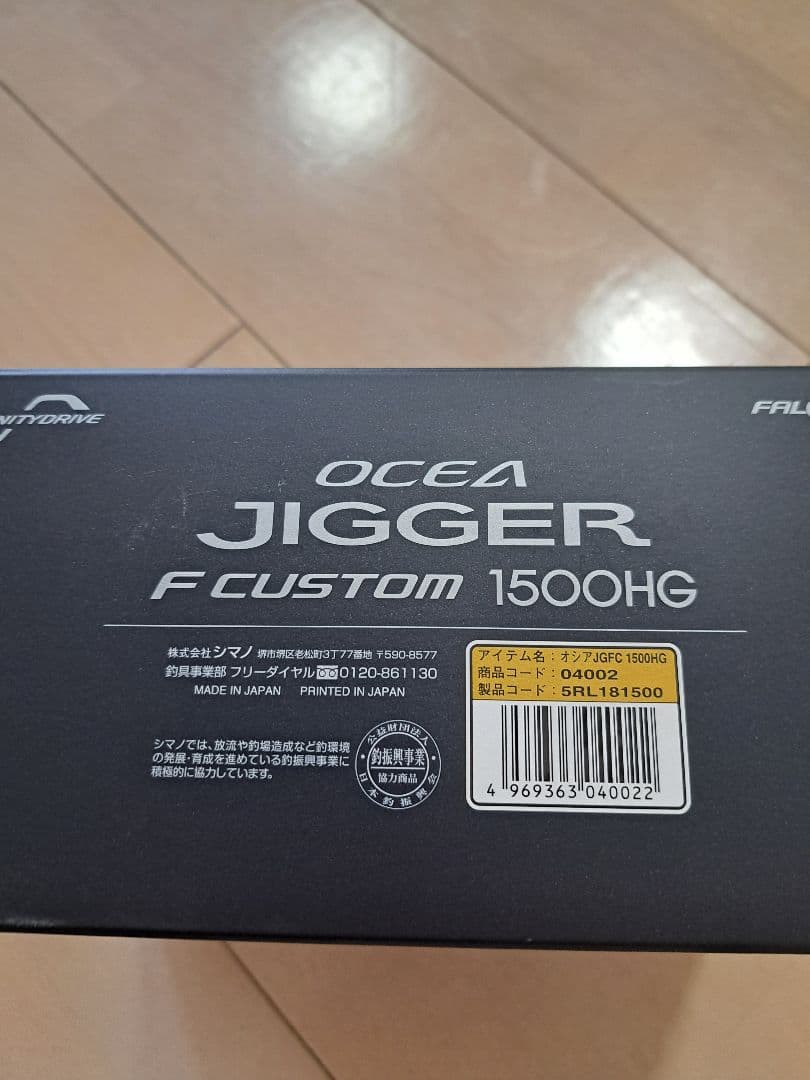 NITYDRIVE
FAL
OCEA
JIGGER
F CUSTOM 1500HG
株式会社 シマノ 堺市堺区老松町3丁77番地 〒590-8577
釣具事業部 フリーダイヤル 0120-861130
MADE IN JAPAN PRINTED IN JAPAN
シマノでは、放流や釣場造成など釣環境
の発展・育成を進めている釣振興事業に
積極的に協力しています。
公益財団法人
釣振興事業
協力商品
日本釣振興会
アイテム名：オシアJGFC 1500HG
商品コード：04002
製品コード：5RL181500
4 969363 040022